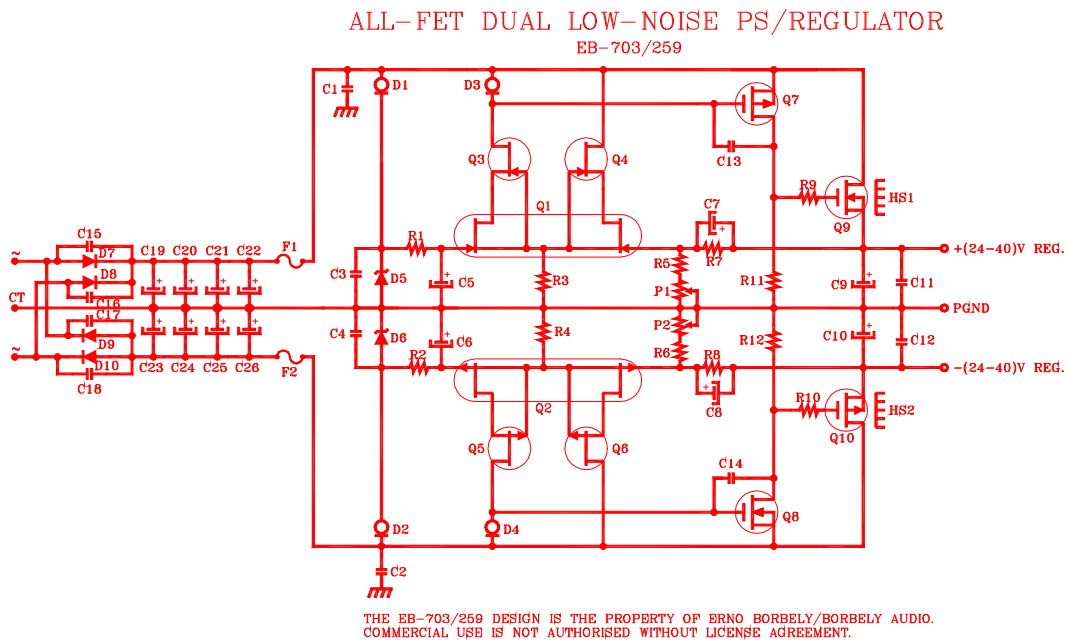 ALL-FET DUAL LOW-NOISE PS/REGULATOR
EB-703/259
C1
D1
D3
Q7
C13
Q3
Q4
R9
HS1
Q1
C7
Q9
C15
D7
D8
C16
C17
D9
D10
C18
~
CT
~
C19
C20
C21
C22
F1
R1
+
+
+
+
+
+
+
+
C23
C24
C25
C26
F2
C3
D5
C5
+
R3
R5
P1
+
R7
R11
C9
+
C11
+(24-40)V REG.
PGND
C4
D6
C6
+
R4
P2
R6
R12
C10
+
C12
R2
R8
+
C8
-(24-40)V REG.
Q2
R10
HS2
Q10
Q5
Q6
C14
Q8
D2
D4
C2
THE EB-703/259 DESIGN IS THE PROPERTY OF ERNO BORBELY/BORBELY AUDIO.
COMMERCIAL USE IS NOT AUTHORISED WITHOUT LICENSE AGREEMENT.